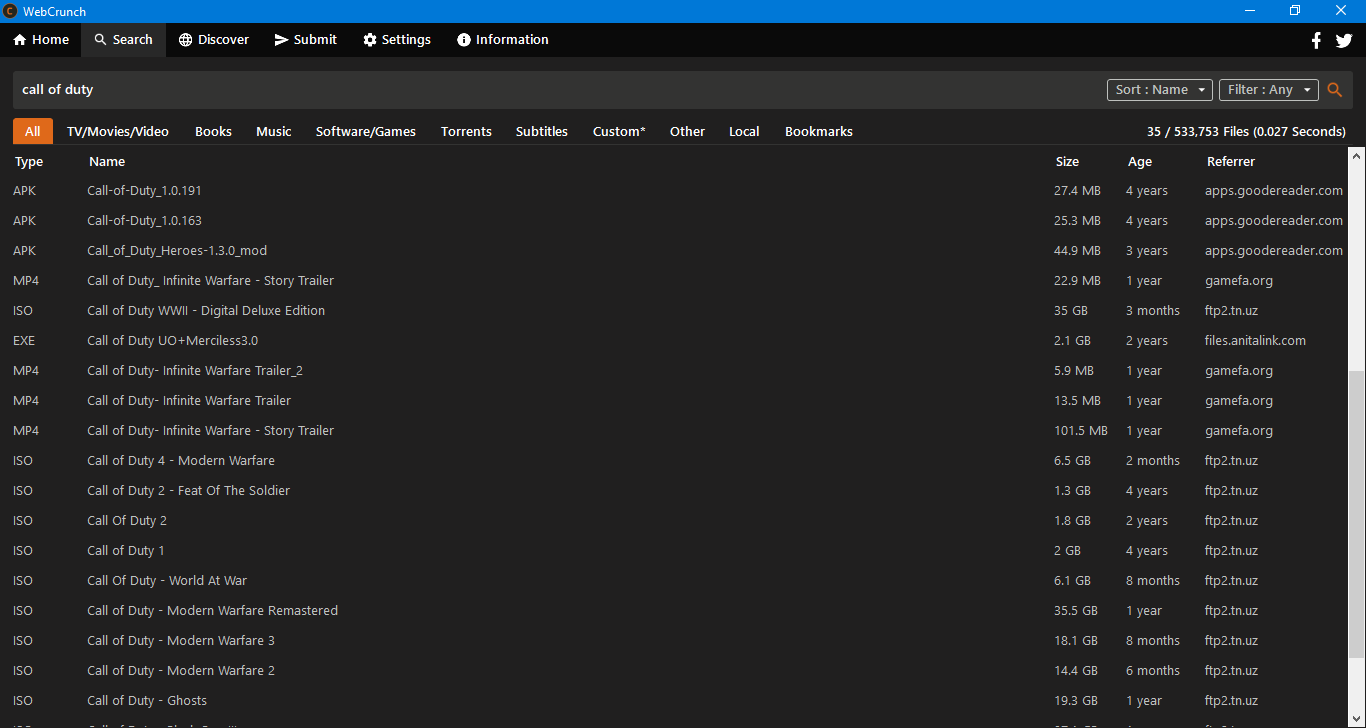 WebCrunch
Home Search Discover Submit Settings Information
call of duty Sort : Name Filter : Any
All TV/Movies/Video Books Music Software/Games Torrents Subtitles Custom* Other Local Bookmarks 35 / 533,753 Files (0.027 Seconds)
Type Name Size Age Referrer
APK Call-of-Duty_1.0.191 27.4 MB 4 years apps.goodereader.com
APK Call-of-Duty_1.0.163 25.3 MB 4 years apps.goodereader.com
APK Call_of_Duty_Heroes-1.3.0_mod 44.9 MB 3 years apps.goodereader.com
MP4 Call of Duty_ Infinite Warfare - Story Trailer 22.9 MB 1 year gamefa.org
ISO Call of Duty WWII - Digital Deluxe Edition 35 GB 3 months ftp2.tn.uz
EXE Call of Duty UO+Merciless3.0 2.1 GB 2 years files.anitalink.com
MP4 Call of Duty- Infinite Warfare Trailer_2 5.9 MB 1 year gamefa.org
MP4 Call of Duty- Infinite Warfare Trailer 13.5 MB 1 year gamefa.org
MP4 Call of Duty- Infinite Warfare - Story Trailer 101.5 MB 1 year gamefa.org
ISO Call of Duty 4 - Modern Warfare 6.5 GB 2 months ftp2.tn.uz
ISO Call of Duty 2 - Feat Of The Soldier 1.3 GB 4 years ftp2.tn.uz
ISO Call Of Duty 2 1.8 GB 2 years ftp2.tn.uz
ISO Call of Duty 1 2 GB 4 years ftp2.tn.uz
ISO Call Of Duty - World At War 6.1 GB 8 months ftp2.tn.uz
ISO Call of Duty - Modern Warfare Remastered 35.5 GB 1 year ftp2.tn.uz
ISO Call of Duty - Modern Warfare 3 18.1 GB 8 months ftp2.tn.uz
ISO Call of Duty - Modern Warfare 2 14.4 GB 6 months ftp2.tn.uz
ISO Call of Duty - Ghosts 19.3 GB 1 year ftp2.tn.uz